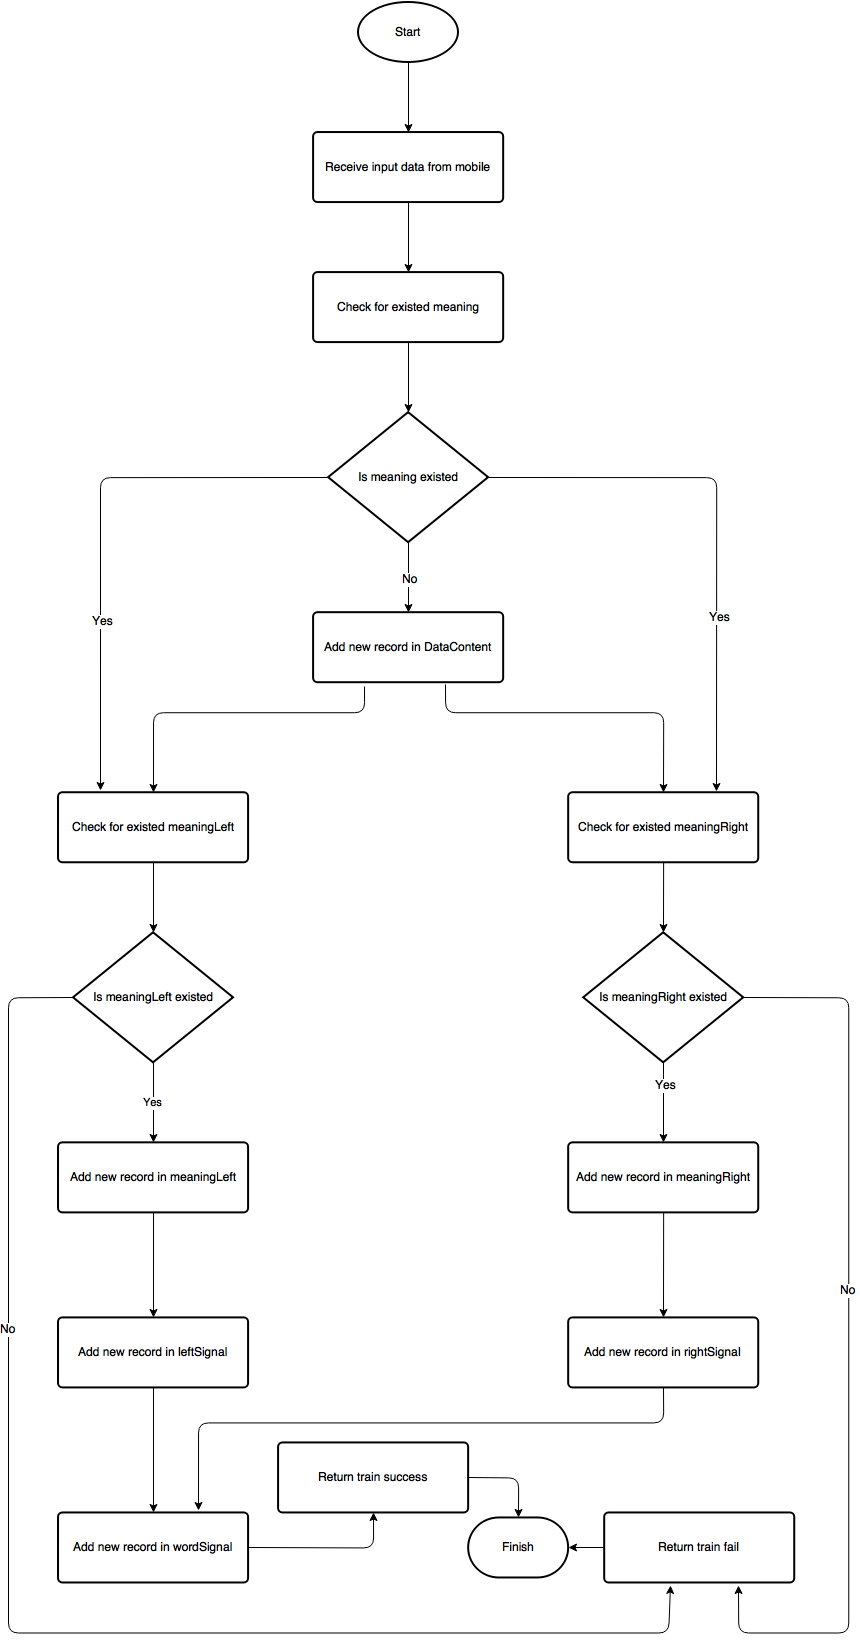 Start
Receive input data from mobile
Check for existed meaning
Is meaning existed
No
Yes
Yes
Add new record in DataContent
Check for existed meaningLeft
Check for existed meaningRight
Is meaningLeft existed
Is meaningRight existed
Yes
Yes
Add new record in meaningLeft
Add new record in meaningRight
No
No
Add new record in leftSignal
Add new record in rightSignal
Return train success
Add new record in wordSignal
Finish
Return train fail